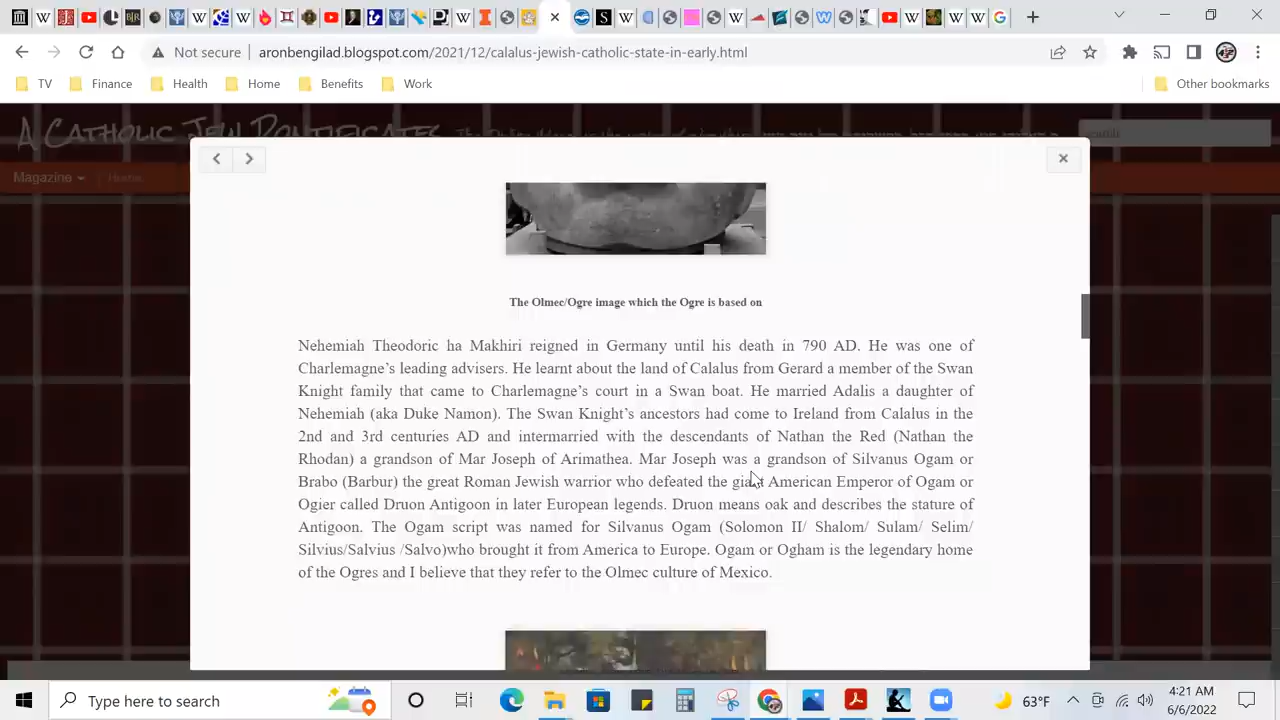 Not secure
aronbengilad.blogspot.com/2021/12/calalus-jewish-catholic-state-in-early.html
TV
Finance
Health
Home
Benefits
Work
Other bookmarks
A Catholic Jew Pontificates
Magazine
Home
The Olmec/Ogre image which the Ogre is based on
Nehemiah Theodoric ha Makhiri reigned in Germany until his death in 790 AD. He was one of
Charlemagne’s leading advisers. He learnt about the land of Calalus from Gerard a member of the Swan
Knight family that came to Charlemagne’s court in a Swan boat. He married Adalis a daughter of
Nehemiah (aka Duke Namon). The Swan Knight’s ancestors had come to Ireland from Calalus in the
2nd and 3rd centuries AD and intermarried with the descendants of Nathan the Red (Nathan the
Rhodan) a grandson of Mar Joseph of Arimathea. Mar Joseph was a grandson of Silvanus Ogam or
Brabo (Barbur) the great Roman Jewish warrior who defeated the giant American Emperor of Ogam or
Ogier called Druon Antigoon in later European legends. Druon means oak and describes the stature of
Antigoon. The Ogam script was named for Silvanus Ogam (Solomon II/ Shalom/ Sulam/ Selim/
Silvius/Salvius /Salvo)who brought it from America to Europe. Ogam or Ogham is the legendary home
of the Ogres and I believe that they refer to the Olmec culture of Mexico.
Type here to search
63°F
4:21 AM
6/6/2022